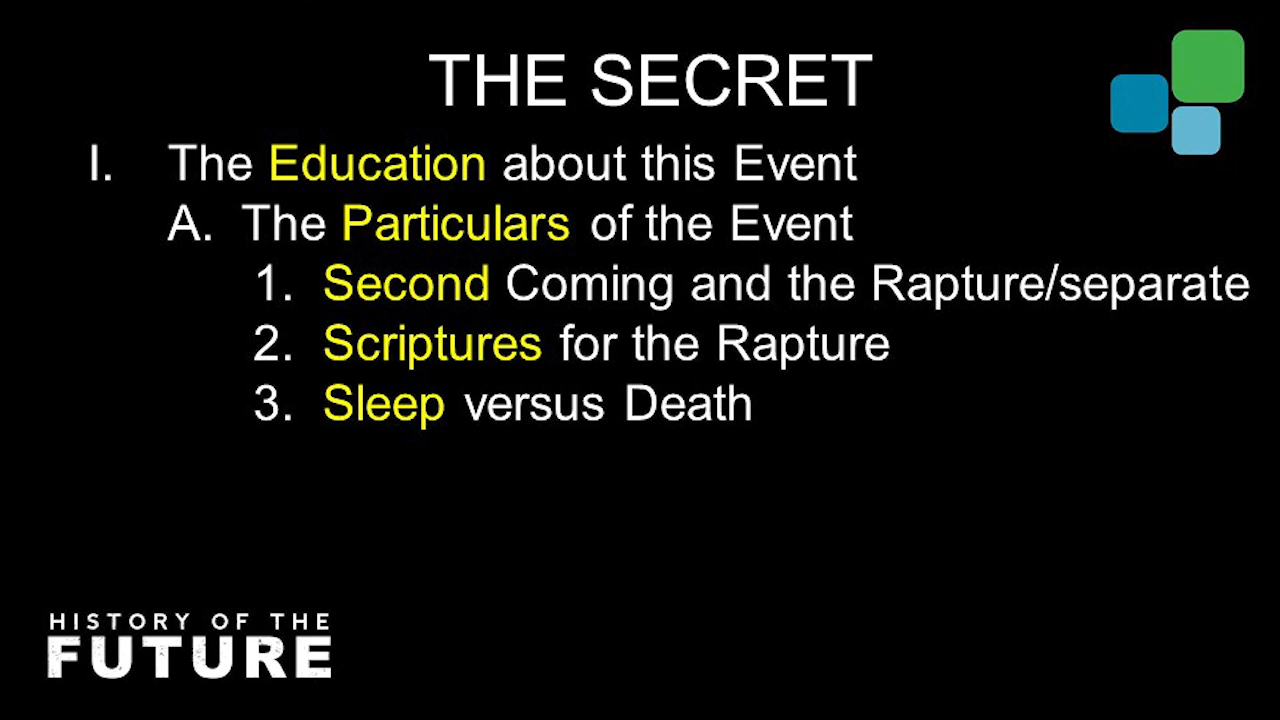 THE SECRET
I. The Education about this Event
A. The Particulars of the Event
1. Second Coming and the Rapture/separate
2. Scriptures for the Rapture
3. Sleep versus Death
HISTORY OF THE
FUTURE